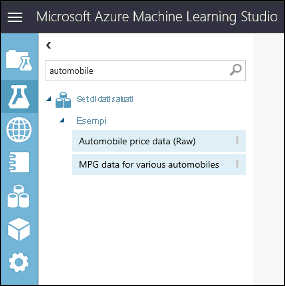 Microsoft Azure Machine Learning Studio
automobile
Set di dati salvati
Esempi
Automobile price data (Raw)
MPG data for various automobiles